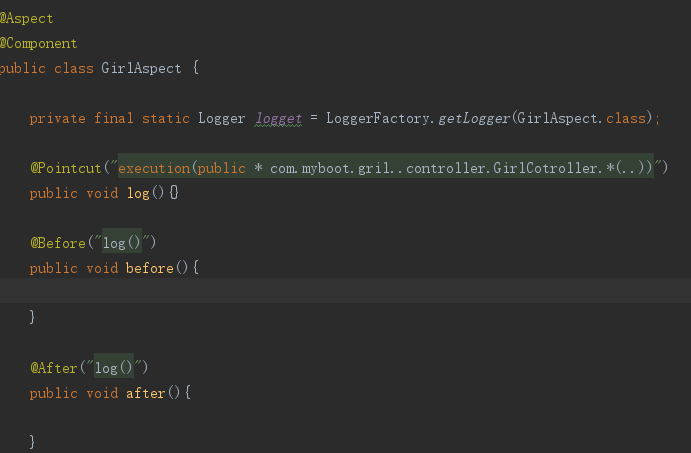 @Aspect
@Component
public class GirlAspect {
private final static Logger logget = LoggerFactory.getLogger(GirlAspect.class);
@Pointcut("execution(public * com.myboot.gril..controller.GirlCotroller.*(..))")
public void log(){}
@Before("log()")
public void before(){
}
@After("log()")
public void after(){
}